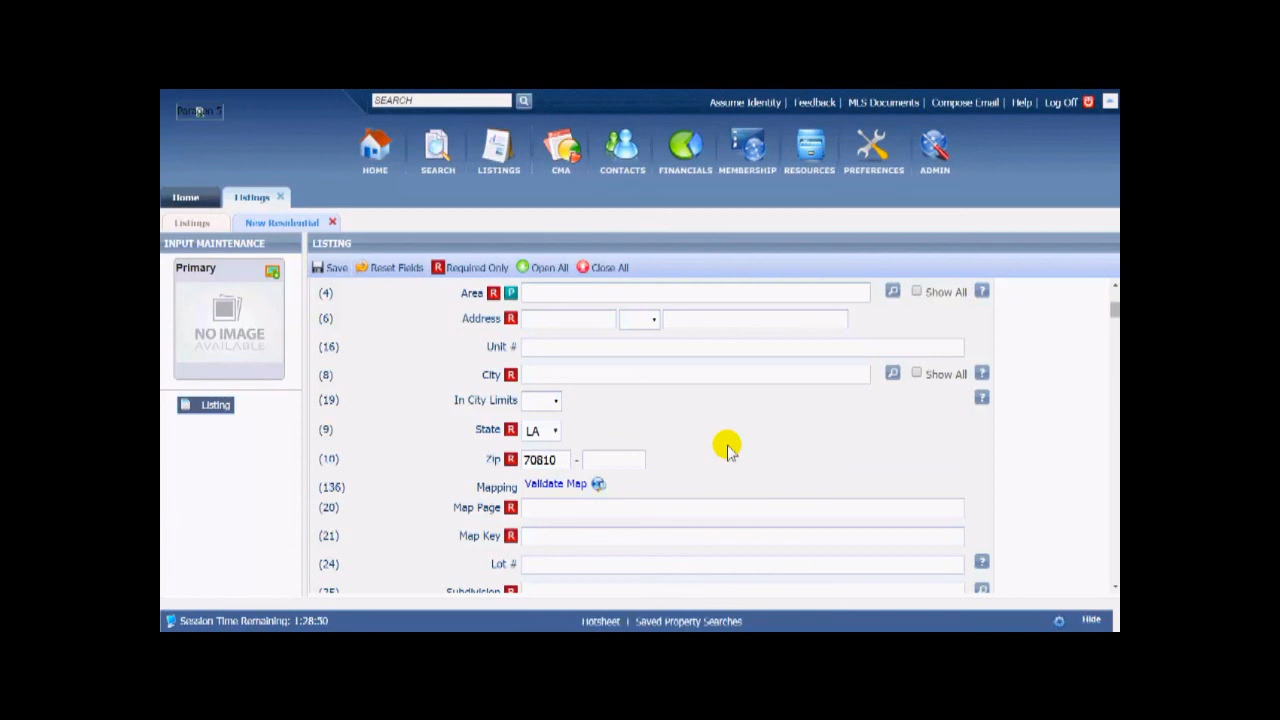 Paragon 5
SEARCH
Assume Identity | Feedback | MLS Documents | Compose Email | Help | Log Off
HOME SEARCH LISTINGS CMA CONTACTS FINANCIALS MEMBERSHIP RESOURCES PREFERENCES ADMIN
Home Listings
Listings New Residential
INPUT MAINTENANCE LISTING
Primary
NO IMAGE
AVAILABLE
Listing
Save Reset Fields R Required Only Open All Close All
(4) Area R P Show All ?
(6) Address R
(16) Unit #
(8) City R Show All ?
(19) In City Limits ?
(9) State R LA
(10) Zip R 70810 -
(136) Mapping Validate Map
(20) Map Page R
(21) Map Key R
(24) Lot # ?
Subdivision R
Session Time Remaining: 1:28:50 Hotsheet | Saved Property Searches Hide